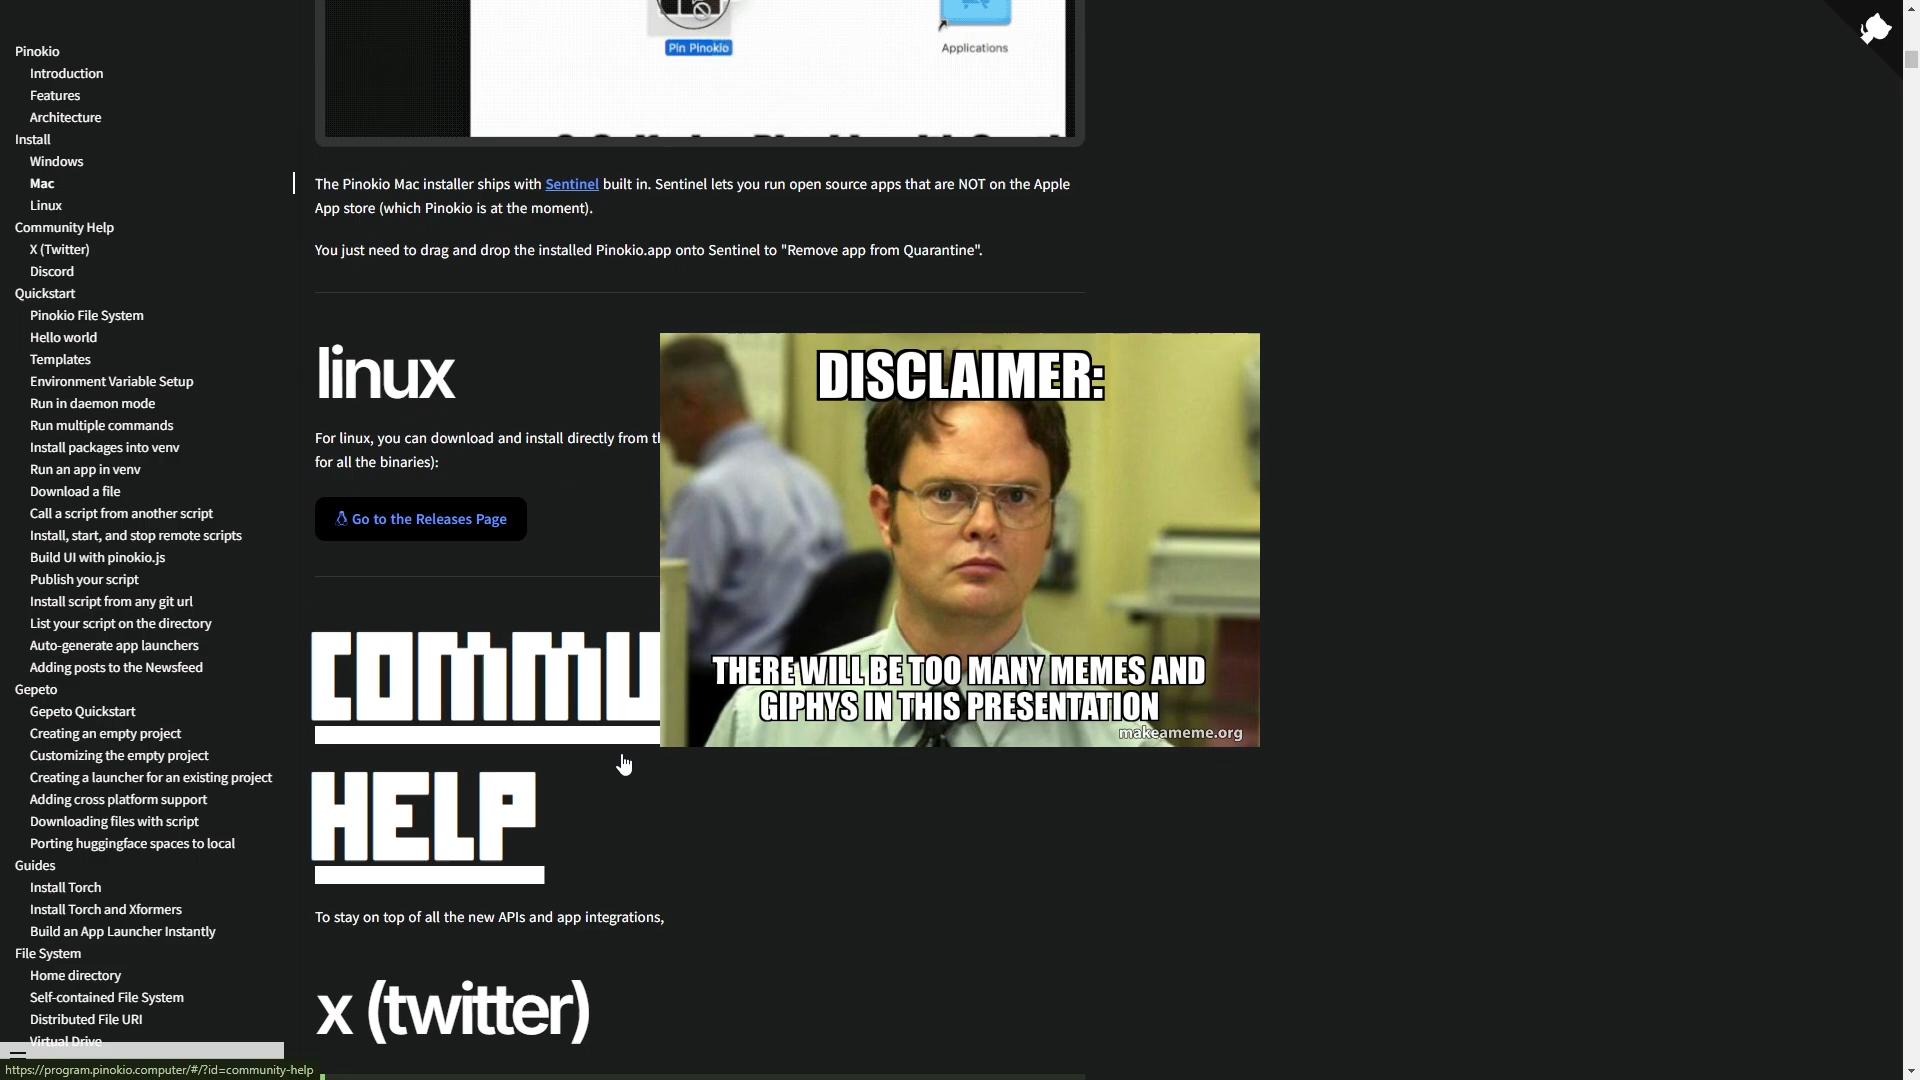 Pinokio
Introduction
Features
Architecture
Install
Windows
Mac
Linux
Community Help
X (Twitter)
Discord
Quickstart
Pinokio File System
Hello world
Templates
Environment Variable Setup
Run in daemon mode
Run multiple commands
Install packages into venv
Run an app in venv
Download a file
Call a script from another script
Install, start, and stop remote scripts
Build UI with pinokio.js
Publish your script
Install script from any git url
List your script on the directory
Auto-generate app launchers
Adding posts to the Newsfeed
Gepeto
Gepeto Quickstart
Creating an empty project
Customizing the empty project
Creating a launcher for an existing project
Adding cross platform support
Downloading files with script
Porting huggingface spaces to local
Guides
Install Torch
Install Torch and Xformers
Build an App Launcher Instantly
File System
Home directory
Self-contained File System
Distributed File URI
Virtual Drive
https://program.pinokio.computer/#/?id=community-help
Pin Pinokio
Applications
The Pinokio Mac installer ships with Sentinel built in. Sentinel lets you run open source apps that are NOT on the Apple
App store (which Pinokio is at the moment).
You just need to drag and drop the installed Pinokio.app onto Sentinel to "Remove app from Quarantine".
linux
For linux, you can download and install directly from
for all the binaries):
Go to the Releases Page
COMMU
HELP
To stay on top of all the new APIs and app integrations,
x (twitter)
DISCLAIMER:
THERE WILL BE TOO MANY MEMES AND
GIPHYS IN THIS PRESENTATION
makeameme.org